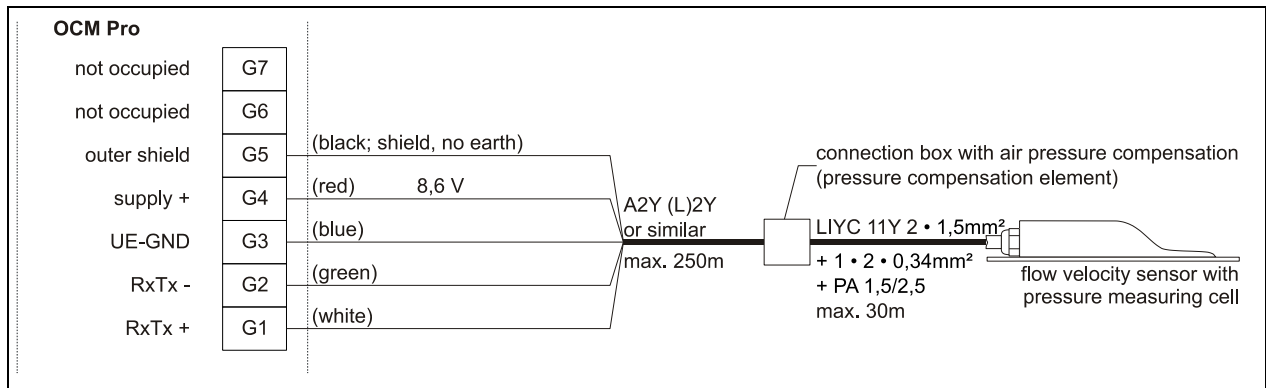 OCM Pro
not occupied G7
not occupied G6
outer shield G5 (black; shield, no earth)
supply + G4 (red) 8,6 V
UE-GND G3 (blue)
RxTx - G2 (green)
RxTx + G1 (white)
A2Y (L)2Y
or similar
max. 250m
connection box with air pressure compensation
(pressure compensation element)
LIYC 11Y 2 • 1,5mm²
+ 1 • 2 • 0,34mm²
+ PA 1,5/2,5
max. 30m
flow velocity sensor with
pressure measuring cell